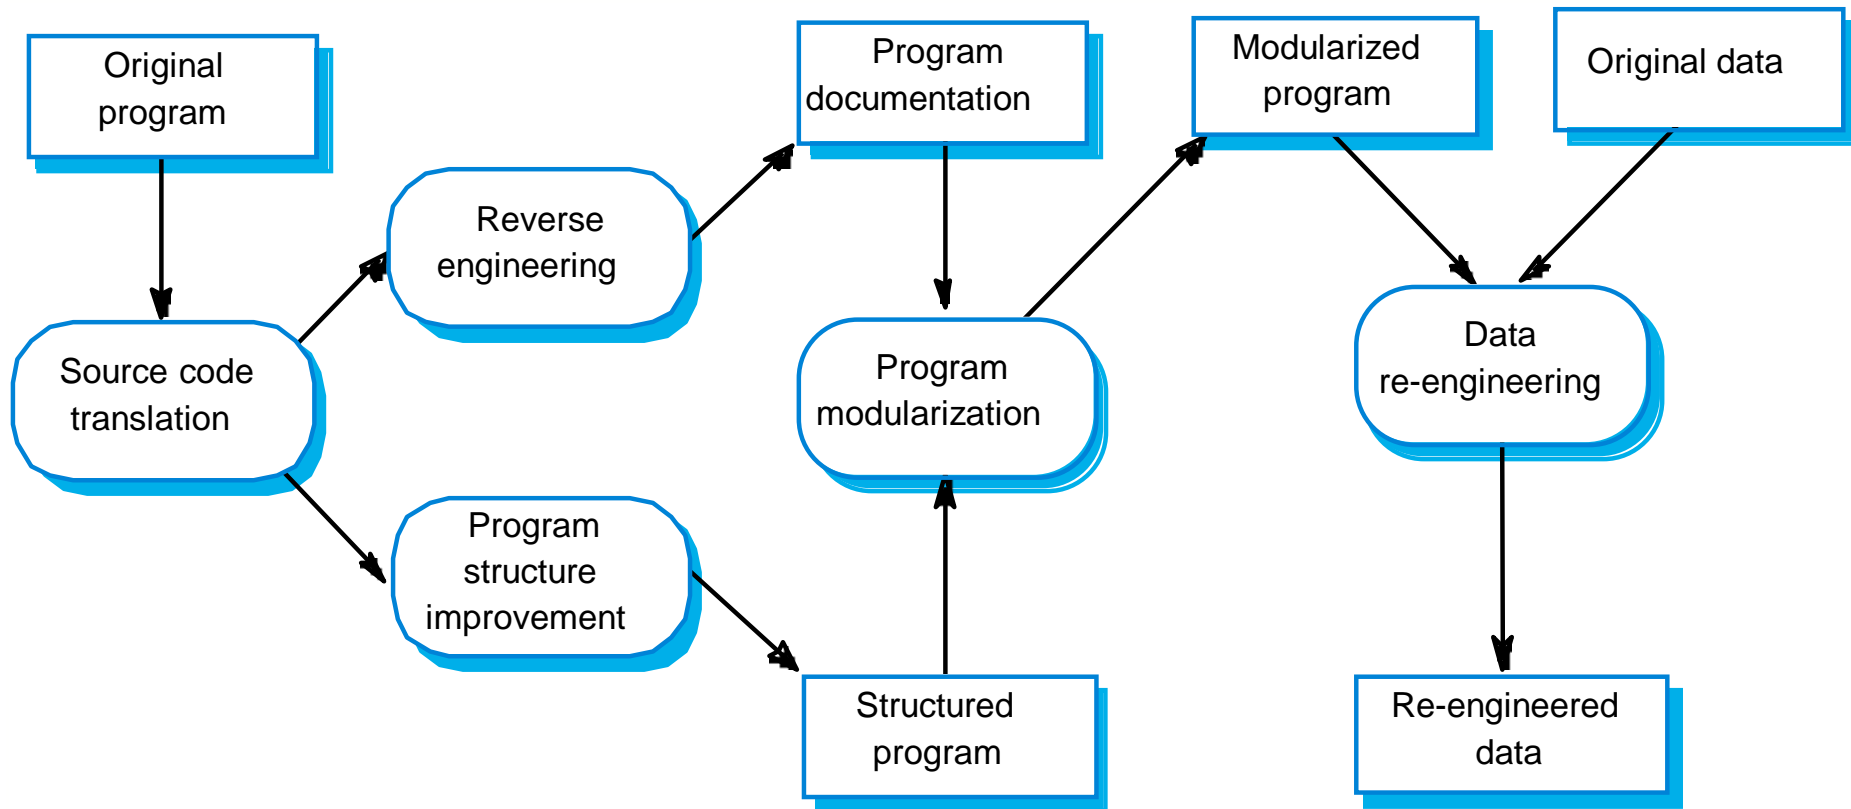 Original
program
Program
documentation
Modularized
program
Original data
Reverse
engineering
Source code
translation
Program
modularization
Data
re-engineering
Program
structure
improvement
Structured
program
Re-engineered
data